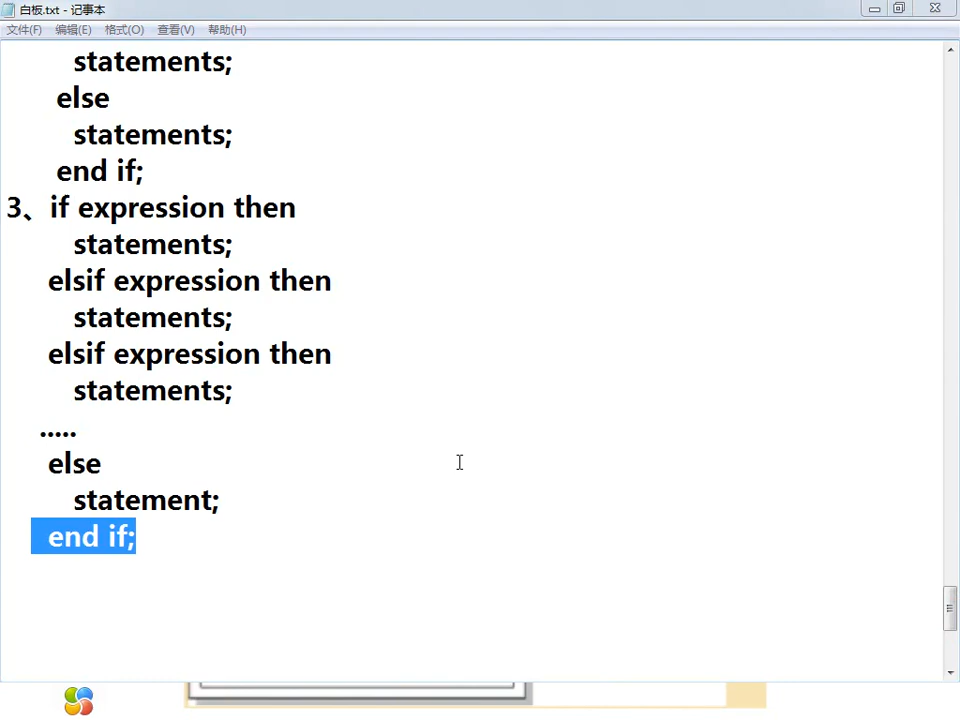 白板.txt - 记事本
文件(F) 编辑(E) 格式(O) 查看(V) 帮助(H)
statements;
else
statements;
end if;
3、if expression then
statements;
elsif expression then
statements;
elsif expression then
statements;
.....
else
statement;
end if;